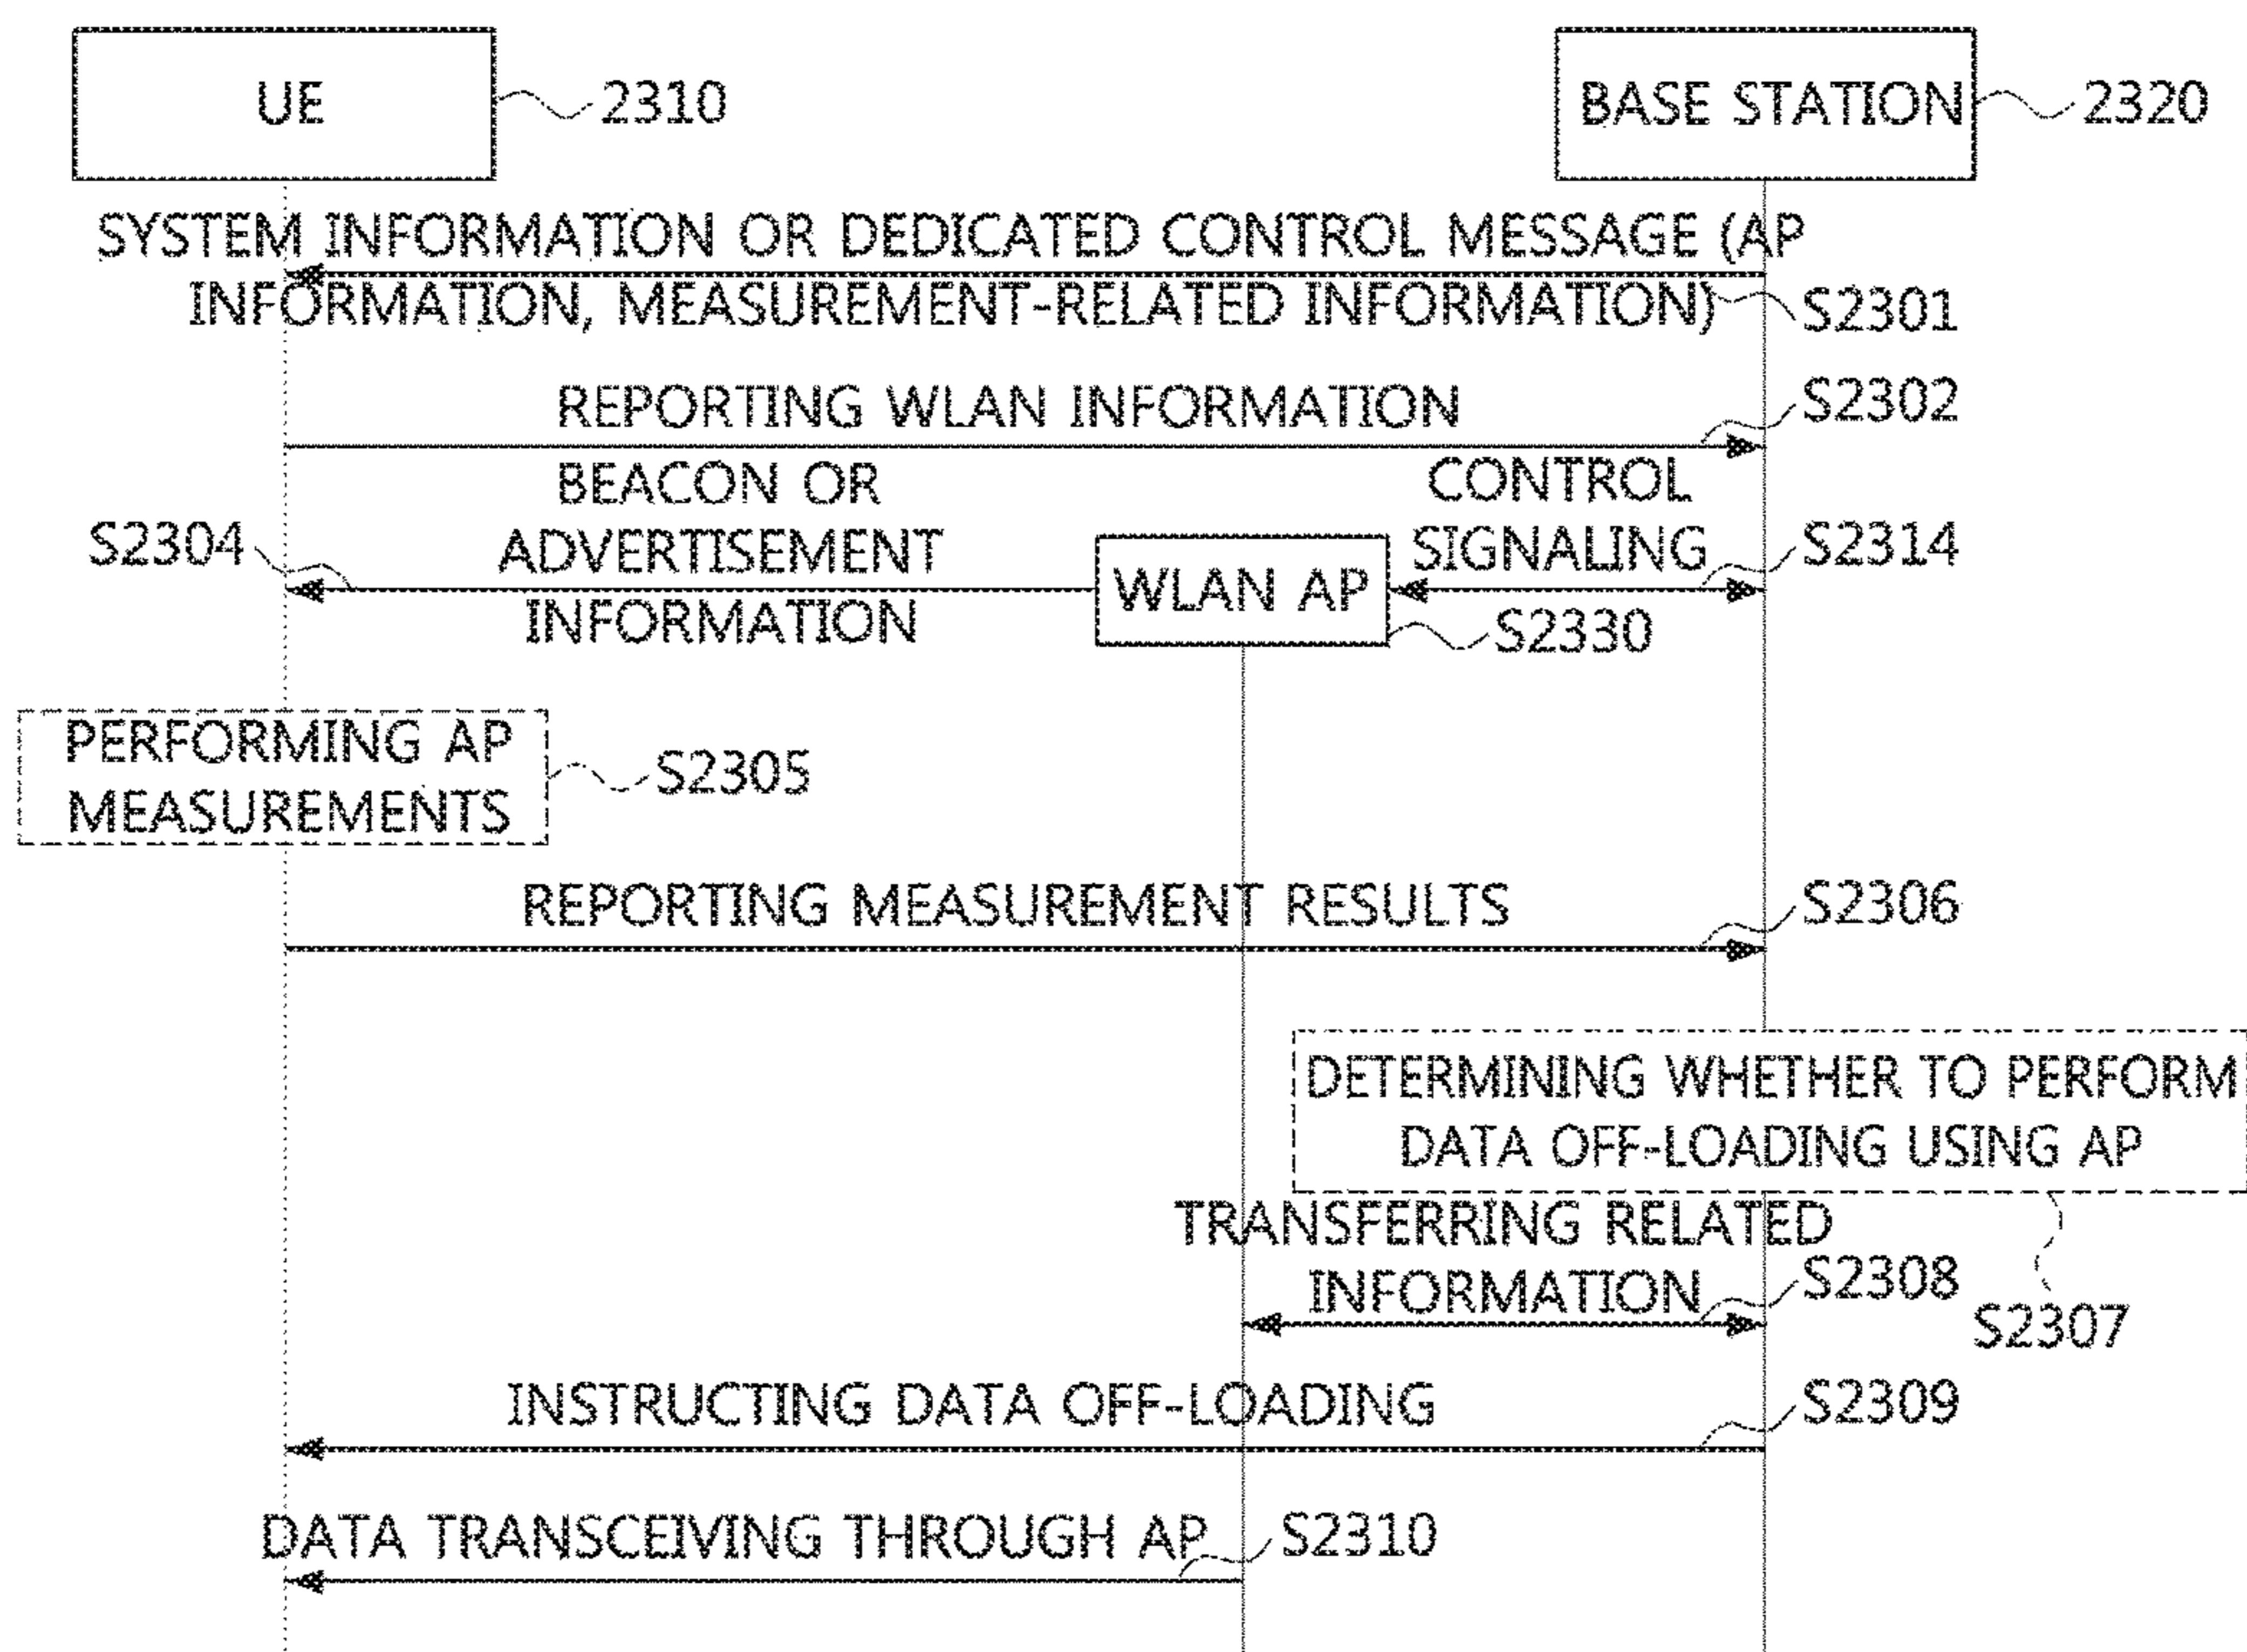 UE
2310
BASE STATION
2320
SYSTEM INFORMATION OR DEDICATED CONTROL MESSAGE (AP
INFORMATION, MEASUREMENT-RELATED INFORMATION)
S2301
REPORTING WLAN INFORMATION
S2302
BEACON OR
ADVERTISEMENT
INFORMATION
S2304
CONTROL
SIGNALING
S2314
WLAN AP
S2330
PERFORMING AP
MEASUREMENTS
S2305
REPORTING MEASUREMENT RESULTS
S2306
DETERMINING WHETHER TO PERFORM
DATA OFF-LOADING USING AP
S2307
TRANSFERRING RELATED
INFORMATION
S2308
INSTRUCTING DATA OFF-LOADING
S2309
DATA TRANSCEIVING THROUGH AP
S2310